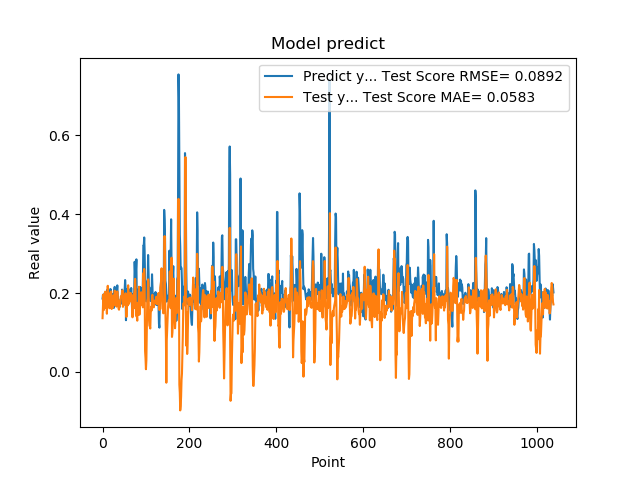 Model predict
Predict y... Test Score RMSE= 0.0892
Test y... Test Score MAE= 0.0583
Real value
0.6
0.4
0.2
0.0
0 200 400 600 800 1000
Point